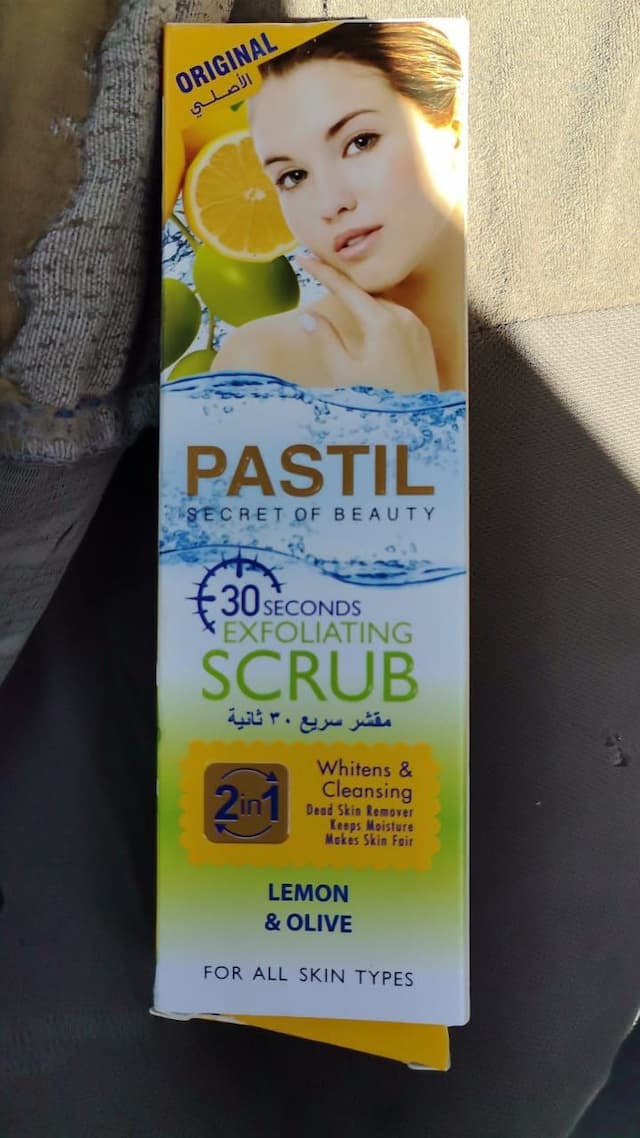 ORIGINAL
الأصلي
PASTIL
SECRET OF BEAUTY
30 SECONDS
EXFOLIATING
SCRUB
مقشر سريع ٣٠ ثانية
2in1
Whitens &
Cleansing
Dead Skin Remover
Keeps Moisture
Makes Skin Fair
LEMON
& OLIVE
FOR ALL SKIN TYPES